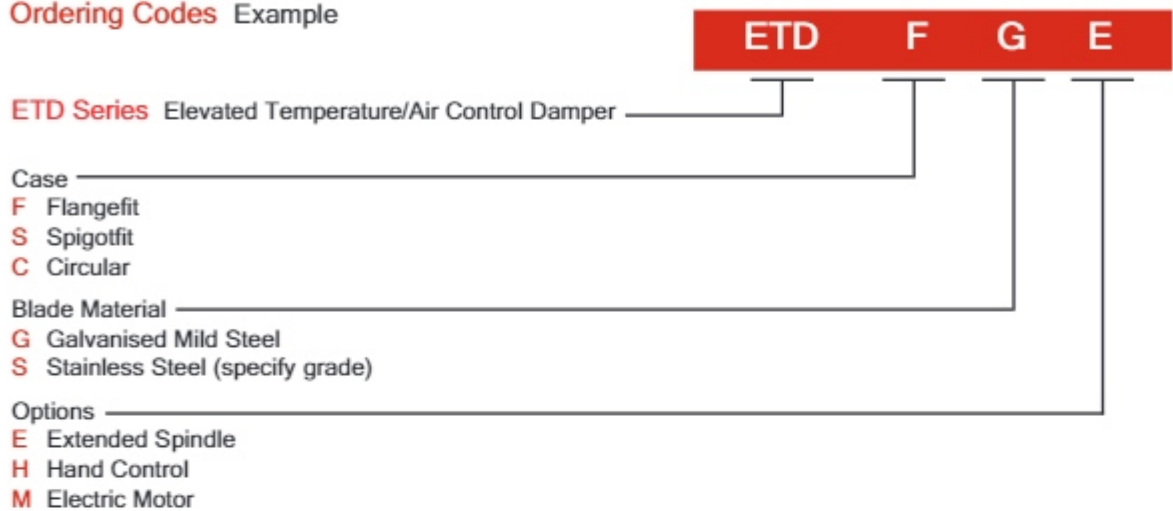 Ordering Codes Example
ETD F G E
ETD Series Elevated Temperature/Air Control Damper
Case
F Flangefit
S Spigotfit
C Circular
Blade Material
G Galvanised Mild Steel
S Stainless Steel (specify grade)
Options
E Extended Spindle
H Hand Control
M Electric Motor